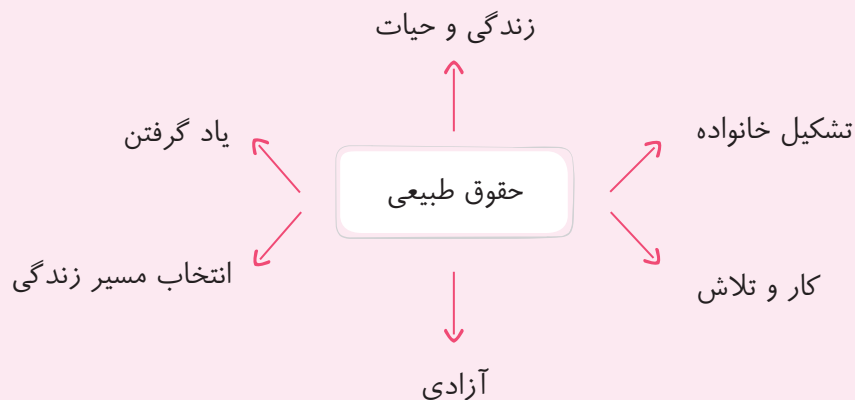 زندگی و حیات
تشکیل خانواده
یاد گرفتن
حقوق طبیعی
کار و تلاش
انتخاب مسیر زندگی
آزادی